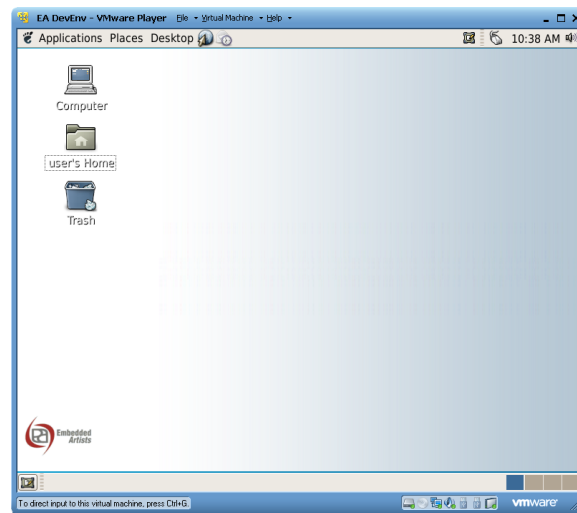 EA DevEnv - VMware Player File Virtual Machine Help
Applications Places Desktop 10:38 AM
Computer
user's Home
Trash
Embedded
Artists
To direct input to this virtual machine, press Ctrl+G. vmware